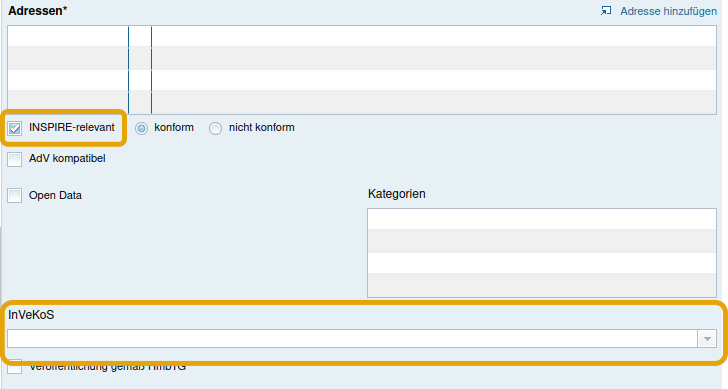 Adressen*
Adresse hinzufügen
INSPIRE-relevant
konform
nicht konform
AdV kompatibel
Open Data
Kategorien
InVeKoS
Veröffentlichung gemäß HmbTG